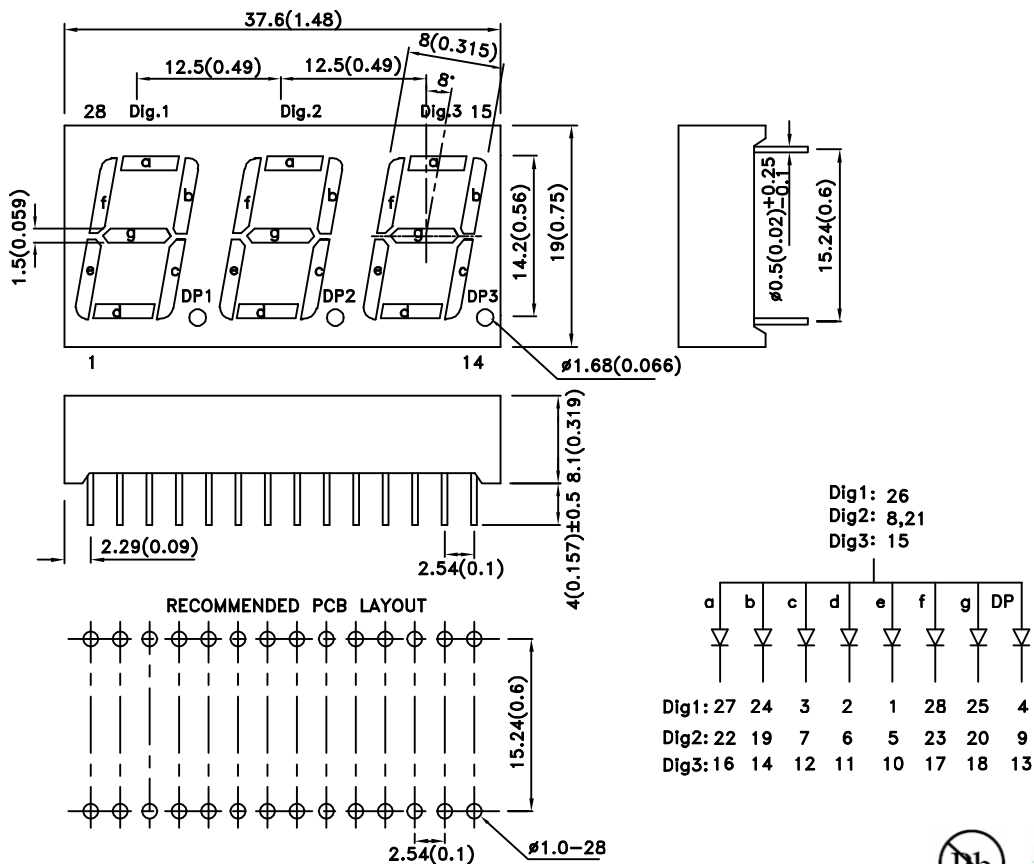 37.6(1.48)
8(0.315)
12.5(0.49) 12.5(0.49)
8°
28 Dig.1 Dig.2 Dig.3 15
a a a
f b f b f b
g g g
e c e c e c
d d d
DP1 DP2 DP3
1.5(0.059)
14.2(0.56)
19(0.75)
1 14
ø1.68(0.066)
ø0.5(0.02)+0.25
-0.1
15.24(0.6)
8.1(0.319)
4(0.157)±0.5
2.29(0.09)
2.54(0.1)
RECOMMENDED PCB LAYOUT
15.24(0.6)
2.54(0.1)
ø1.0-28
Dig1: 26
Dig2: 8,21
Dig3: 15
a b c d e f g DP
Dig1: 27 24 3 2 1 28 25 4
Dig2: 22 19 7 6 5 23 20 9
Dig3: 16 14 12 11 10 17 18 13
Pb